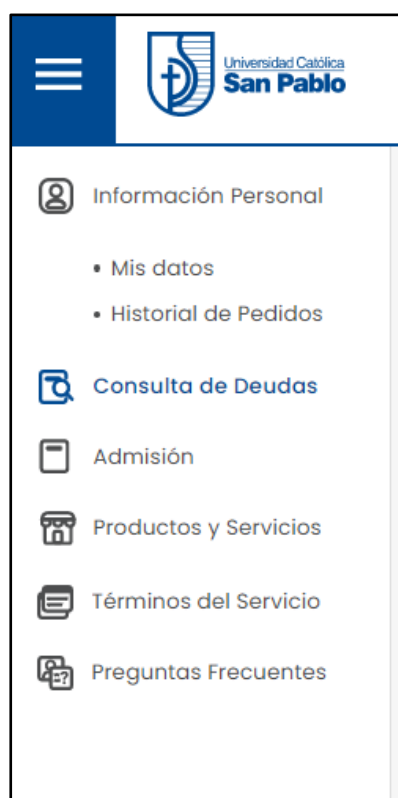 Universidad Católica
San Pablo
Información Personal
• Mis datos
• Historial de Pedidos
Consulta de Deudas
Admisión
Productos y Servicios
Términos del Servicio
Preguntas Frecuentes